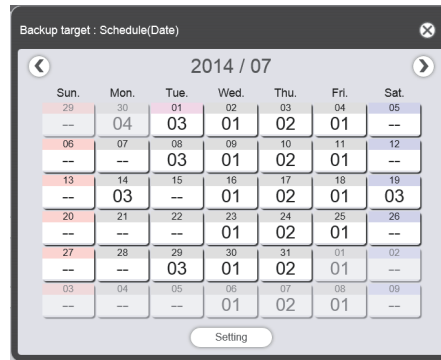 Backup target : Schedule(Date)
2014 / 07
Sun. Mon. Tue. Wed. Thu. Fri. Sat.
29 30 01 02 03 04 05
-- 04 03 01 02 01 --
06 07 08 09 10 11 12
-- -- 03 01 02 01 --
13 14 15 16 17 18 19
-- 03 -- 01 02 01 03
20 21 22 23 24 25 26
-- -- -- 01 02 01 --
27 28 29 30 31 01 02
-- -- 03 01 02 01 --
03 04 05 06 07 08 09
-- -- -- 01 02 01 --
Setting